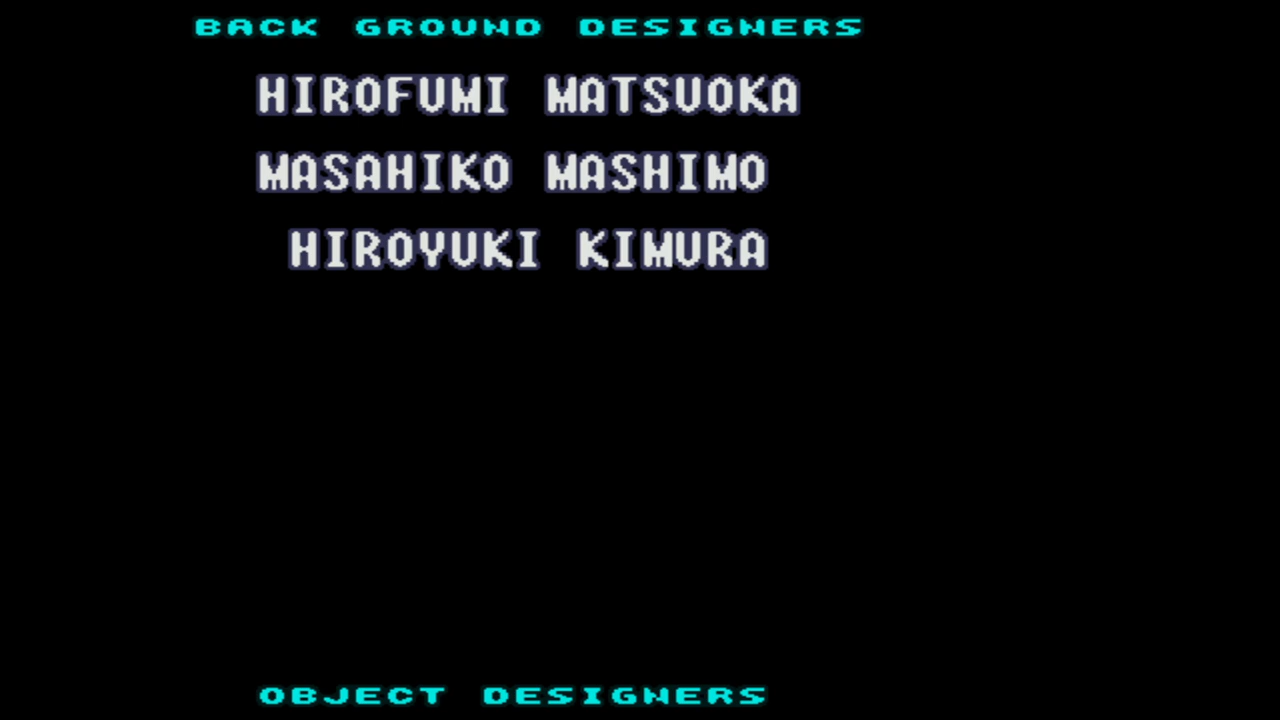 BACK GROUND DESIGNERS
HIROFUMI MATSUOKA
MASAHIKO MASHIMO
HIROYUKI KIMURA
OBJECT DESIGNERS